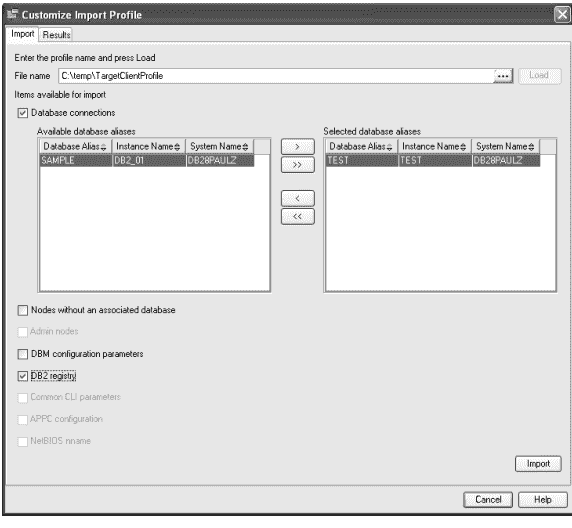 Customize Import Profile
Import Results
Enter the profile name and press Load
File name C:\temp\TargetClientProfile ... Load
Items available for import
Database connections
Available database aliases Selected database aliases
Database Alias Instance Name System Name > Database Alias Instance Name System Name
SAMPLE DB2_01 DB28PAULZ >> TEST TEST DB28PAULZ
<
<<
Nodes without an associated database
Admin nodes
DBM configuration parameters
DB2 registry
Common CLI parameters
APPC configuration
NetBIOS nname
Import
Cancel Help